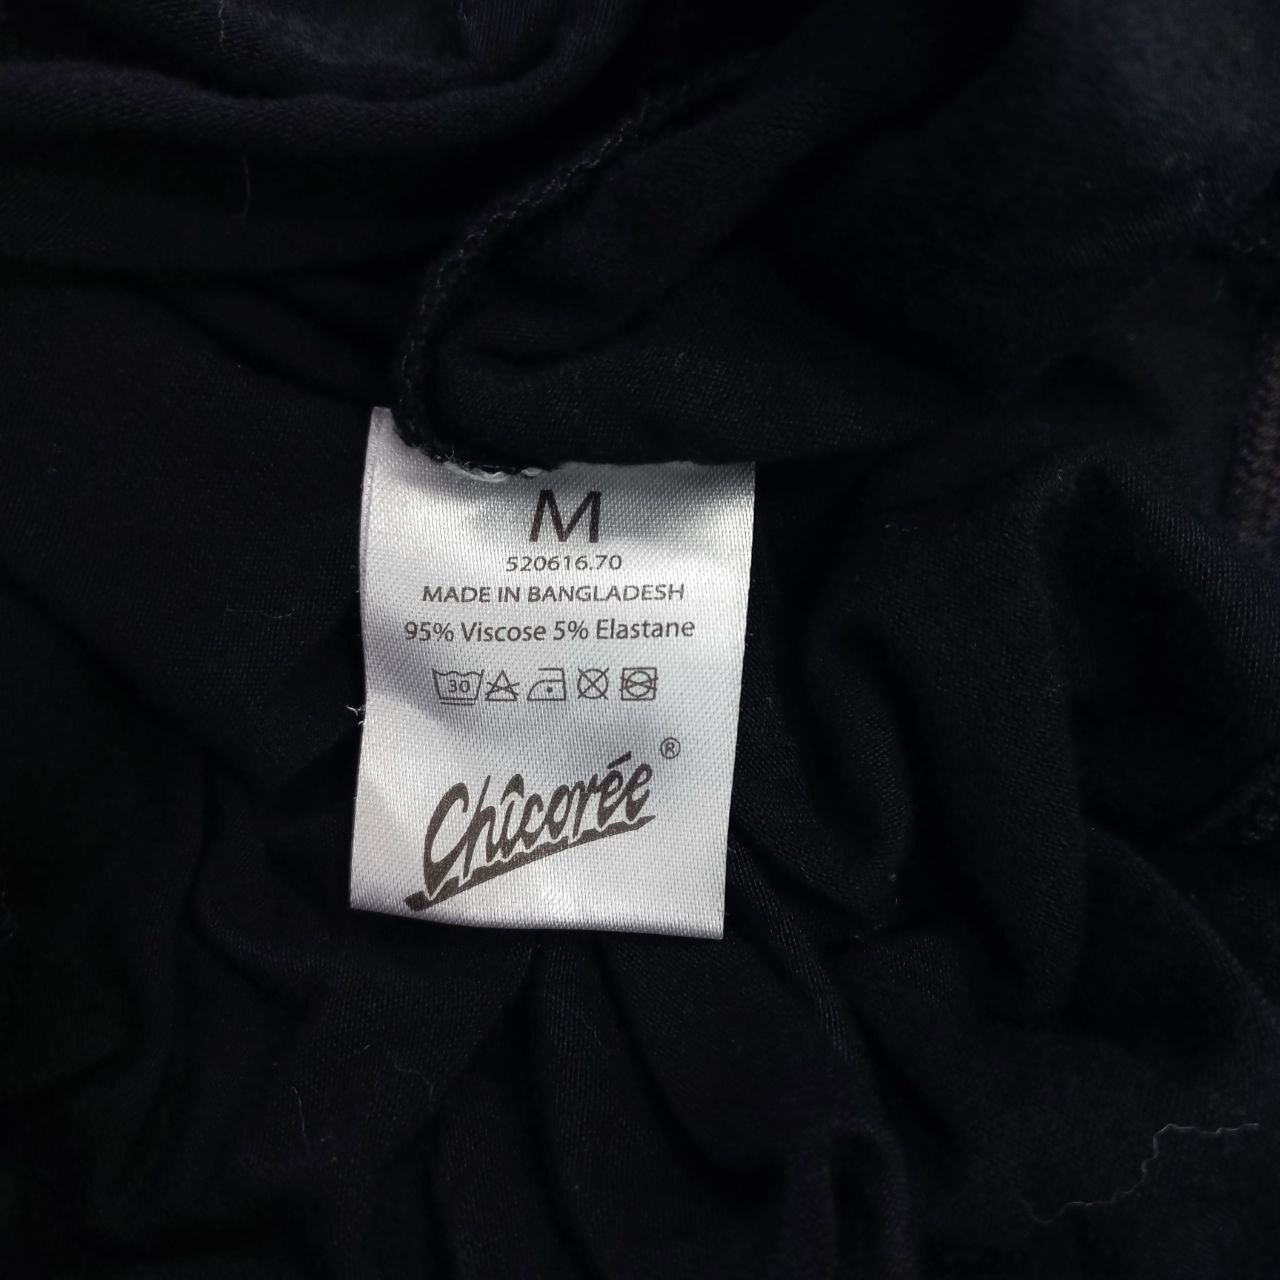 M
520616.70
MADE IN BANGLADESH
95% Viscose 5% Elastane
30
Chîcorée ®